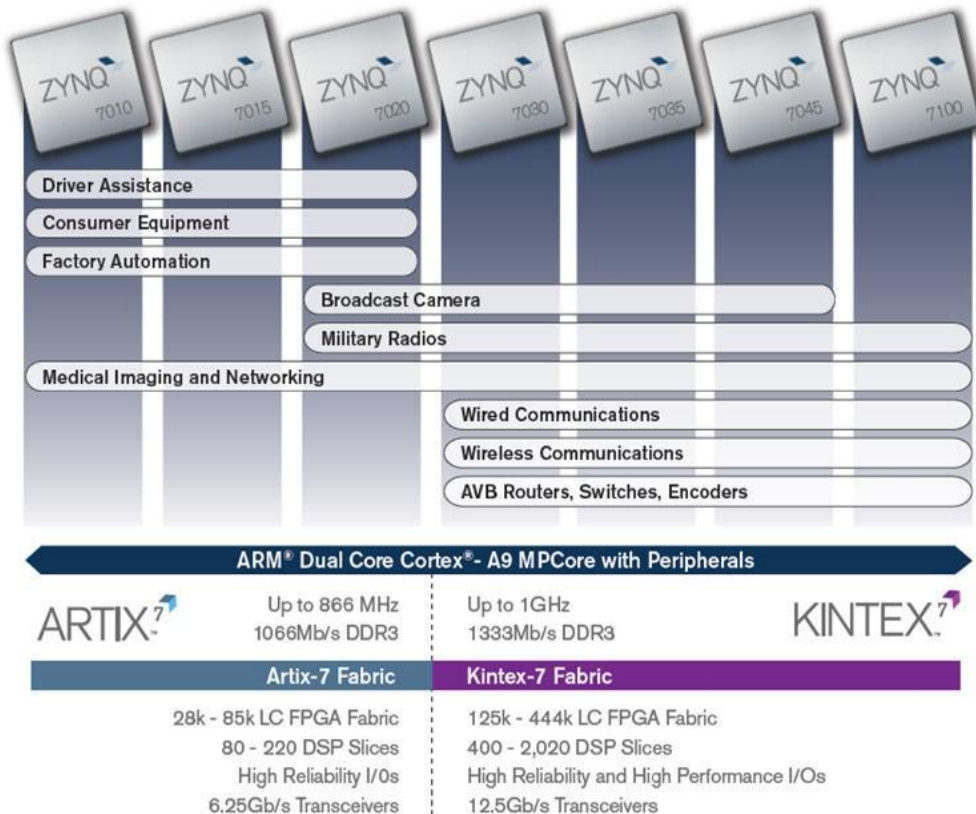 ZYNQ 7010
ZYNQ 7015
ZYNQ 7020
ZYNQ 7030
ZYNQ 7035
ZYNQ 7045
ZYNQ 7100
Driver Assistance
Consumer Equipment
Factory Automation
Broadcast Camera
Military Radios
Medical Imaging and Networking
Wired Communications
Wireless Communications
AVB Routers, Switches, Encoders
ARM® Dual Core Cortex®- A9 MPCore with Peripherals
ARTIX.7™
Up to 866 MHz
1066Mb/s DDR3
Up to 1GHz
1333Mb/s DDR3
KINTEX.7™
Artix-7 Fabric
Kintex-7 Fabric
28k - 85k LC FPGA Fabric
80 - 220 DSP Slices
High Reliability I/0s
6.25Gb/s Transceivers
125k - 444k LC FPGA Fabric
400 - 2,020 DSP Slices
High Reliability and High Performance I/Os
12.5Gb/s Transceivers